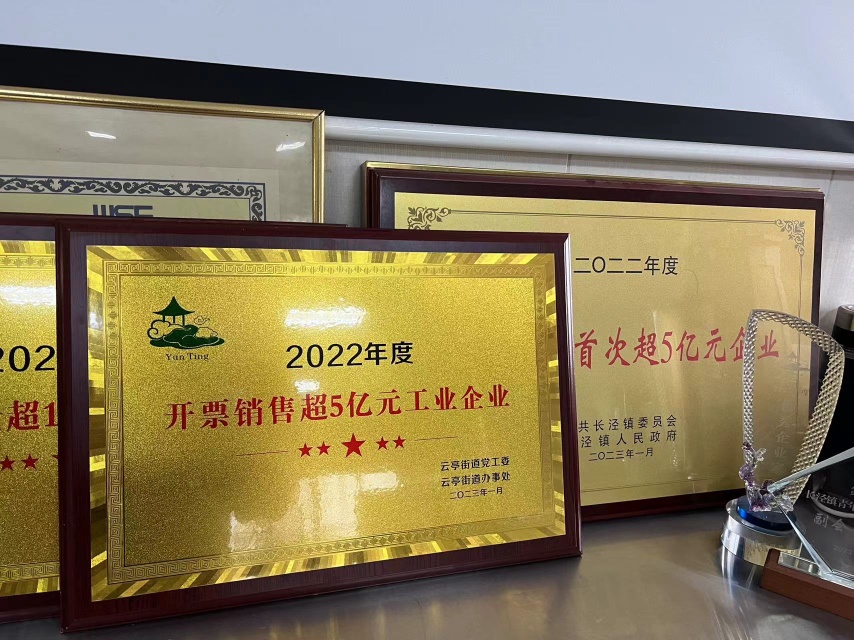 Yun Ting
2022年度
开票销售超5亿元工业企业
云亭街道党工委
云亭街道办事处
二〇二三年一月
二〇二二年度
首次超5亿元企业
共长泾镇委员会
泾镇人民政府
二〇二三年一月
202
超1
副会